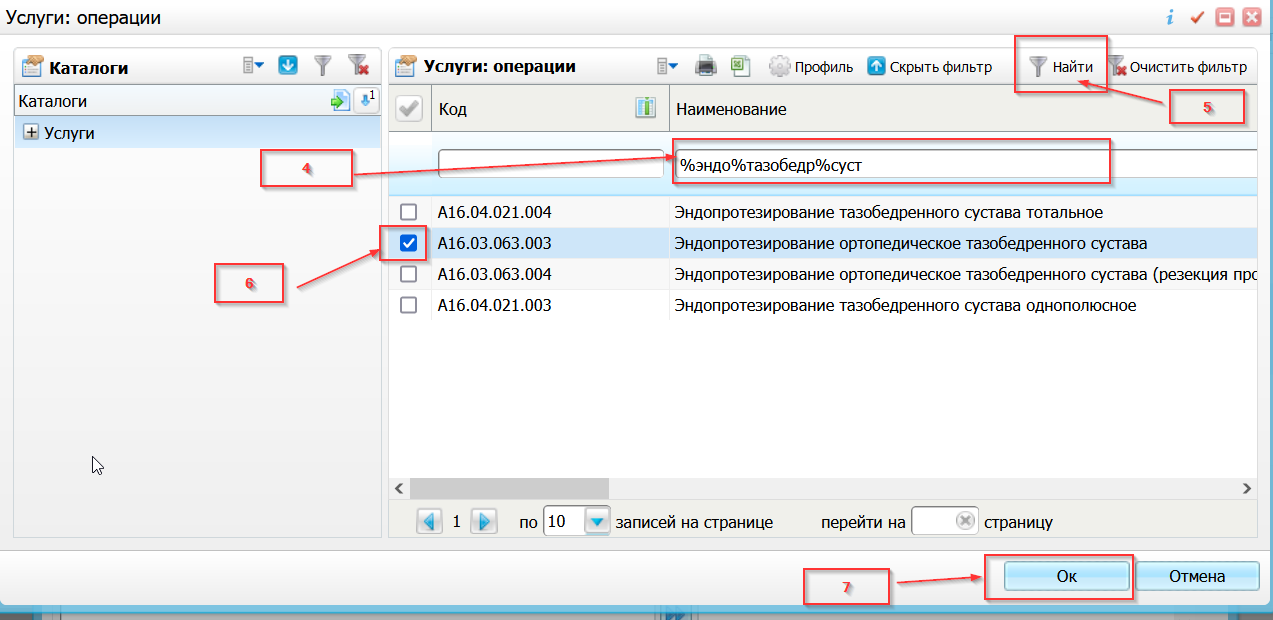 Услуги: операции
Каталоги
Каталоги
1
Услуги
Услуги: операции
Профиль
Скрыть фильтр
Найти
Очистить фильтр
5
Код
Наименование
4
%эндо%тазобедр%суст
A16.04.021.004
Эндопротезирование тазобедренного сустава тотальное
A16.03.063.003
Эндопротезирование ортопедическое тазобедренного сустава
6
A16.03.063.004
Эндопротезирование ортопедическое тазобедренного сустава (резекция про
A16.04.021.003
Эндопротезирование тазобедренного сустава однополюсное
1
по 10 записей на странице
перейти на
страницу
7
Ок
Отмена